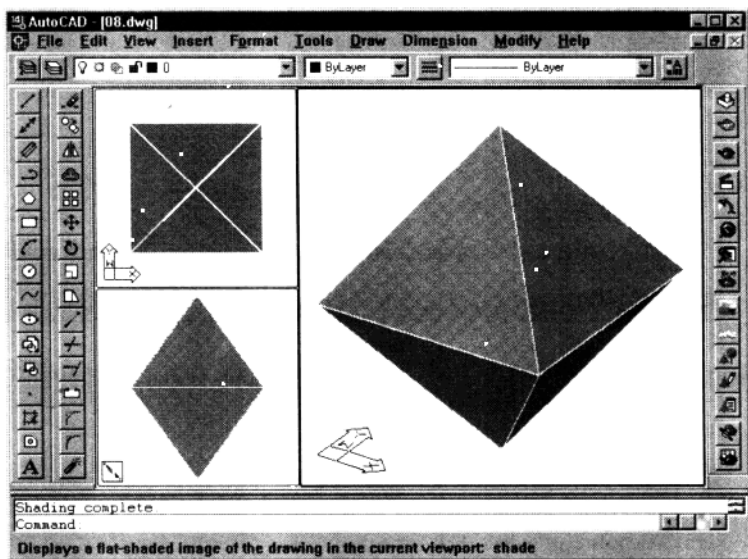 AutoCAD - [08.dwg]
File Edit View Insert Format Tools Draw Dimension Modify Help
0 ByLayer ByLayer
Y
W
X
W
X
A
Shading complete
Command:
Displays a flat-shaded image of the drawing in the current viewport: shade